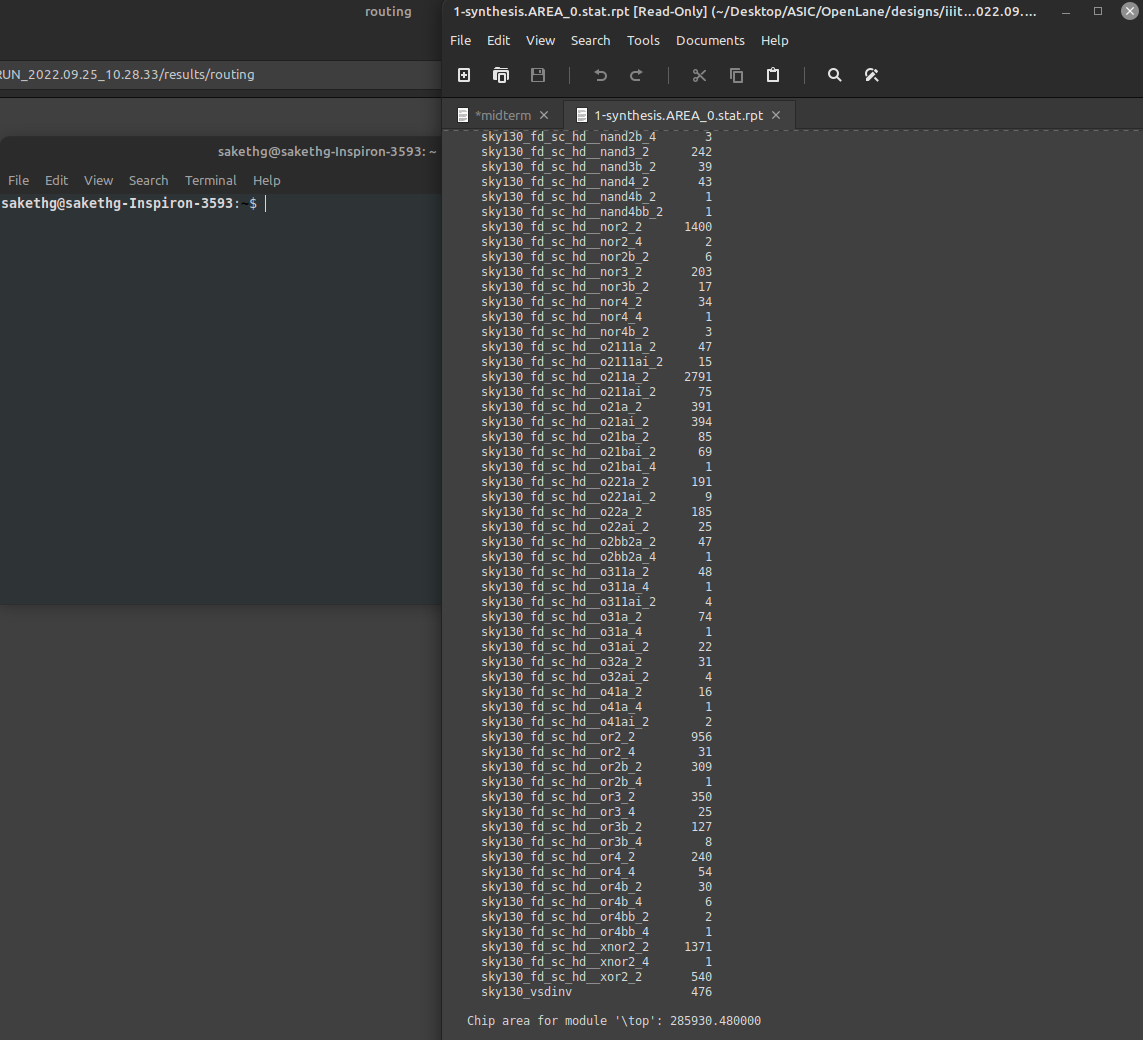 routing
RUN_2022.09.25_10.28.33/results/routing
sakethg@sakethg-Inspiron-3593: ~
File Edit View Search Terminal Help
sakethg@sakethg-Inspiron-3593:~$
1-synthesis.AREA_0.stat.rpt [Read-Only] (~/Desktop/ASIC/OpenLane/designs/iiit...022.09....
File Edit View Search Tools Documents Help
*midterm 1-synthesis.AREA_0.stat.rpt
sky130_fd_sc_hd__nand2b_4 3
sky130_fd_sc_hd__nand3_2 242
sky130_fd_sc_hd__nand3b_2 39
sky130_fd_sc_hd__nand4_2 43
sky130_fd_sc_hd__nand4b_2 1
sky130_fd_sc_hd__nand4bb_2 1
sky130_fd_sc_hd__nor2_2 1400
sky130_fd_sc_hd__nor2_4 2
sky130_fd_sc_hd__nor2b_2 6
sky130_fd_sc_hd__nor3_2 203
sky130_fd_sc_hd__nor3b_2 17
sky130_fd_sc_hd__nor4_2 34
sky130_fd_sc_hd__nor4_4 1
sky130_fd_sc_hd__nor4b_2 3
sky130_fd_sc_hd__o2111a_2 47
sky130_fd_sc_hd__o2111ai_2 15
sky130_fd_sc_hd__o211a_2 2791
sky130_fd_sc_hd__o211ai_2 75
sky130_fd_sc_hd__o21a_2 391
sky130_fd_sc_hd__o21ai_2 394
sky130_fd_sc_hd__o21ba_2 85
sky130_fd_sc_hd__o21bai_2 69
sky130_fd_sc_hd__o21bai_4 1
sky130_fd_sc_hd__o221a_2 191
sky130_fd_sc_hd__o221ai_2 9
sky130_fd_sc_hd__o22a_2 185
sky130_fd_sc_hd__o22ai_2 25
sky130_fd_sc_hd__o2bb2a_2 47
sky130_fd_sc_hd__o2bb2a_4 1
sky130_fd_sc_hd__o311a_2 48
sky130_fd_sc_hd__o311a_4 1
sky130_fd_sc_hd__o311ai_2 4
sky130_fd_sc_hd__o31a_2 74
sky130_fd_sc_hd__o31a_4 1
sky130_fd_sc_hd__o31ai_2 22
sky130_fd_sc_hd__o32a_2 31
sky130_fd_sc_hd__o32ai_2 4
sky130_fd_sc_hd__o41a_2 16
sky130_fd_sc_hd__o41a_4 1
sky130_fd_sc_hd__o41ai_2 2
sky130_fd_sc_hd__or2_2 956
sky130_fd_sc_hd__or2_4 31
sky130_fd_sc_hd__or2b_2 309
sky130_fd_sc_hd__or2b_4 1
sky130_fd_sc_hd__or3_2 350
sky130_fd_sc_hd__or3_4 25
sky130_fd_sc_hd__or3b_2 127
sky130_fd_sc_hd__or3b_4 8
sky130_fd_sc_hd__or4_2 240
sky130_fd_sc_hd__or4_4 54
sky130_fd_sc_hd__or4b_2 30
sky130_fd_sc_hd__or4b_4 6
sky130_fd_sc_hd__or4bb_2 2
sky130_fd_sc_hd__or4bb_4 1
sky130_fd_sc_hd__xnor2_2 1371
sky130_fd_sc_hd__xnor2_4 1
sky130_fd_sc_hd__xor2_2 540
sky130_vsdinv 476
Chip area for module '\top': 285930.480000